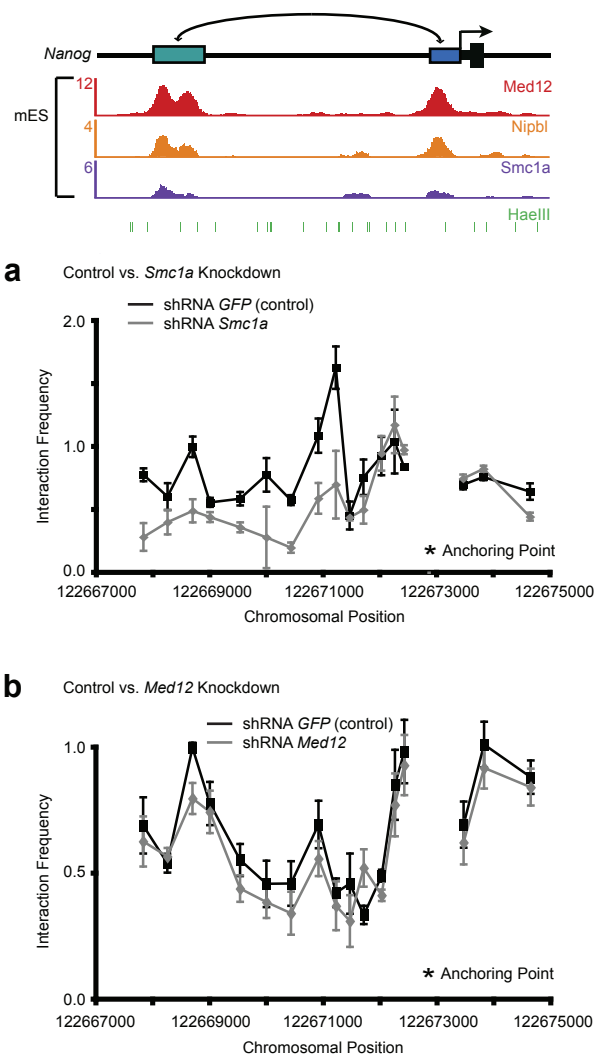 Nanog
12
Med12
mES
4
Nipbl
6
Smc1a
HaeIII
a
Control vs. Smc1a Knockdown
shRNA GFP (control)
shRNA Smc1a
2.0
1.0
0.0
Interaction Frequency
* Anchoring Point
122667000 122669000 122671000 122673000 122675000
Chromosomal Position
b
Control vs. Med12 Knockdown
shRNA GFP (control)
shRNA Med12
1.0
0.5
0.0
Interaction Frequency
* Anchoring Point
122667000 122669000 122671000 122673000 122675000
Chromosomal Position